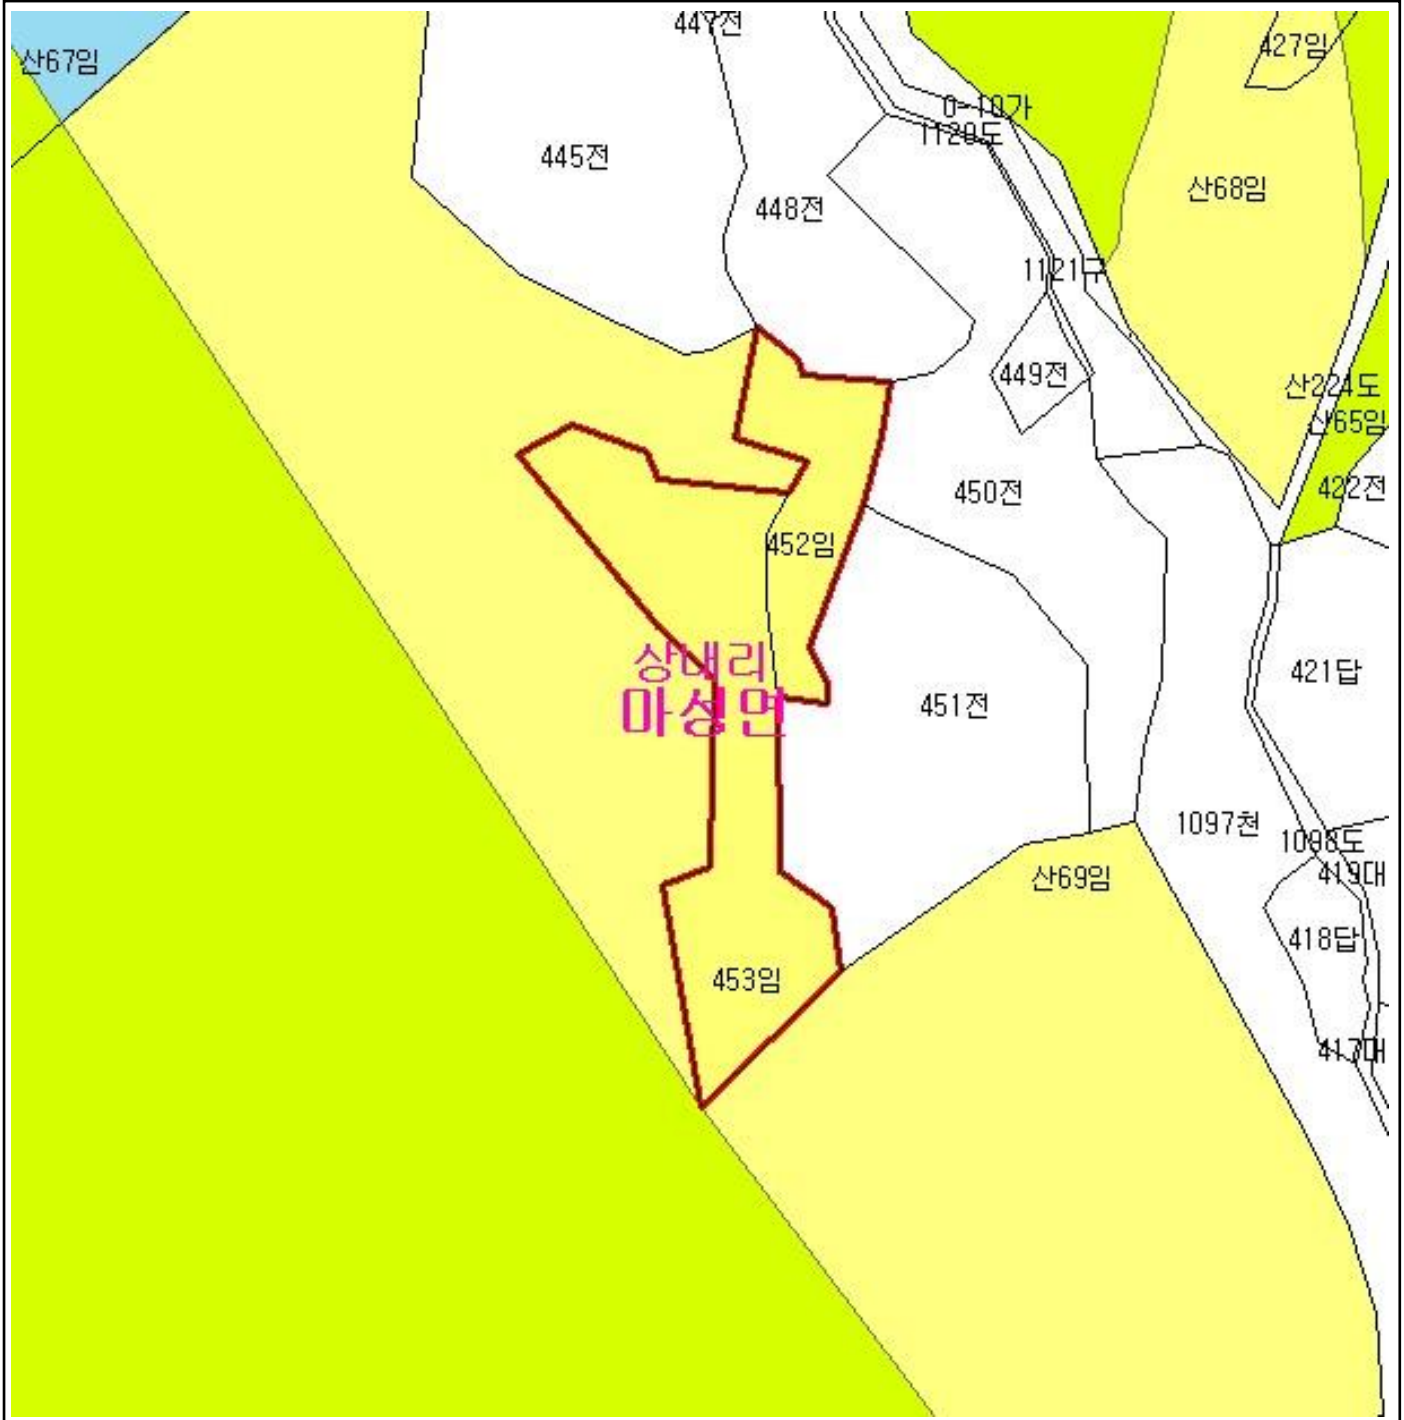 447전
427임
산67임
0-10가
1120도
445전
산68임
448전
1121구
449전
산224도
산65임
450전
422전
452임
상내리
421답
마성면
451전
1097천
1098도
산69임
419대
418답
453임
417대